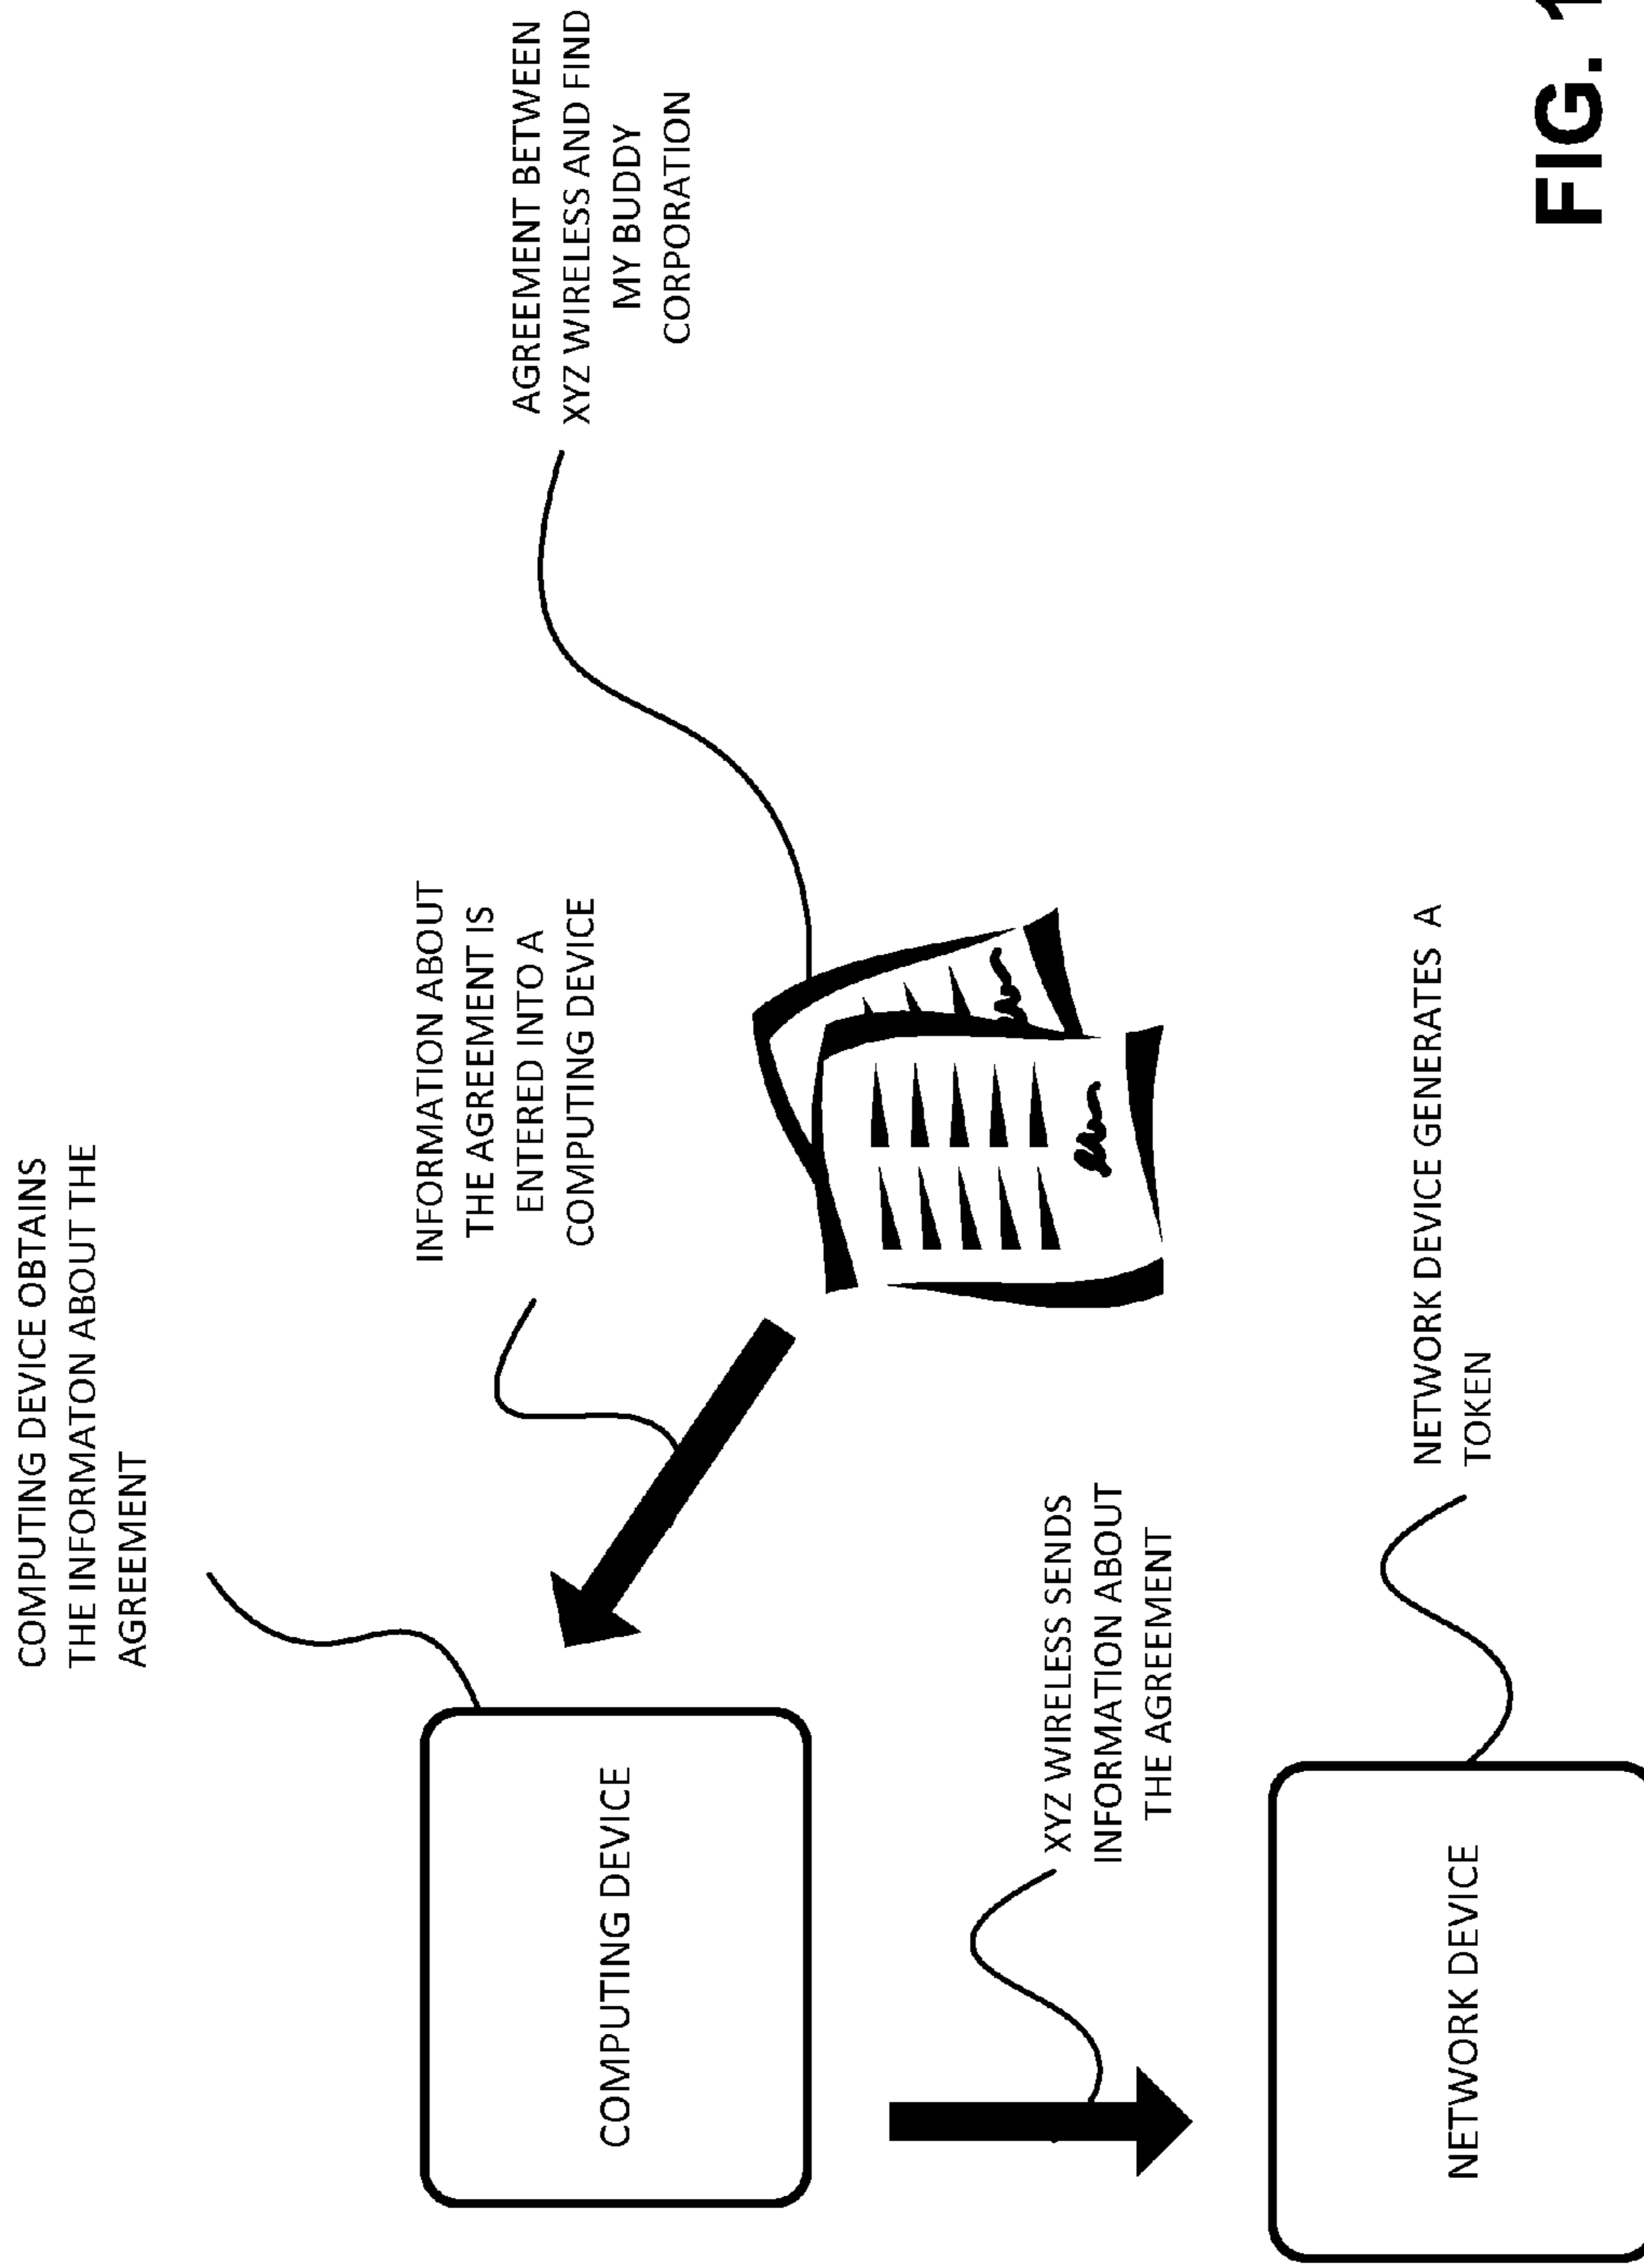 COMPUTING DEVICE OBTAINS
THE INFORMATON ABOUT THE
AGREEMENT
INFORMATION ABOUT
THE AGREEMENT IS
ENTERED INTO A
COMPUTING DEVICE
AGREEMENT BETWEEN
XYZ WIRELESS AND FIND
MY BUDDY
CORPORATION
COMPUTING DEVICE
XYZ WIRELESS SENDS
INFORMATION ABOUT
THE AGREEMENT
NETWORK DEVICE GENERATES A
TOKEN
NETWORK DEVICE
FIG. 1